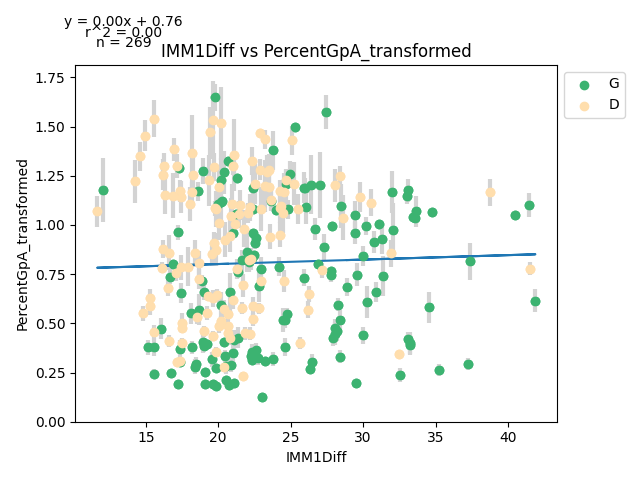 y = 0.00x + 0.76
r^2 = 0.00
n = 269
IMM1Diff vs PercentGpA_transformed
G
D
PercentGpA_transformed
1.75
1.50
1.25
1.00
0.75
0.50
0.25
0.00
15 20 25 30 35 40
IMM1Diff